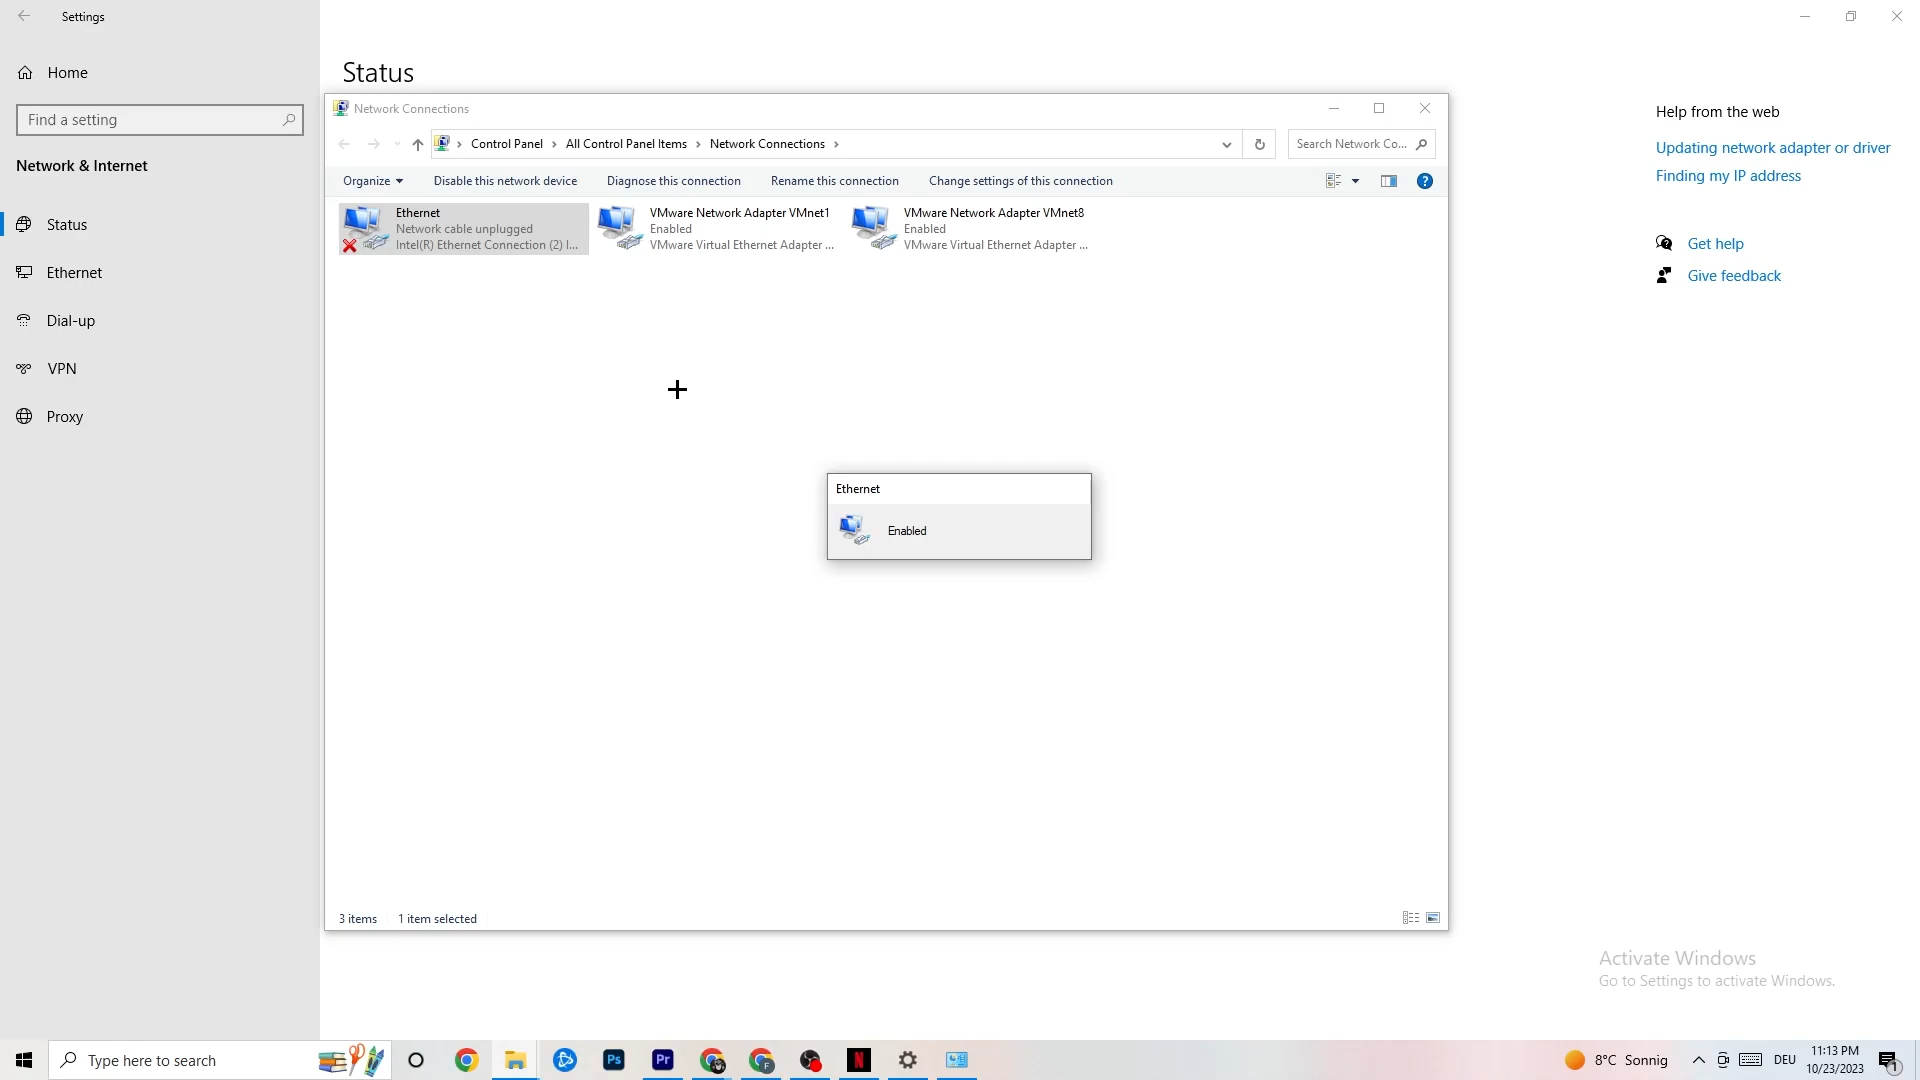 Settings
Home
Find a setting
Network & Internet
Status
Ethernet
Dial-up
VPN
Proxy
Status
Network Connections
Control Panel > All Control Panel Items > Network Connections >
Search Network Co...
Organize
Disable this network device
Diagnose this connection
Rename this connection
Change settings of this connection
?
Ethernet
Network cable unplugged
Intel(R) Ethernet Connection (2) I...
VMware Network Adapter VMnet1
Enabled
VMware Virtual Ethernet Adapter ...
VMware Network Adapter VMnet8
Enabled
VMware Virtual Ethernet Adapter ...
Ethernet
Enabled
3 items
1 item selected
Help from the web
Updating network adapter or driver
Finding my IP address
Get help
Give feedback
Activate Windows
Go to Settings to activate Windows.
Type here to search
Ps
Pr
F
N
8°C Sonnig
DEU
11:13 PM
10/23/2023
1